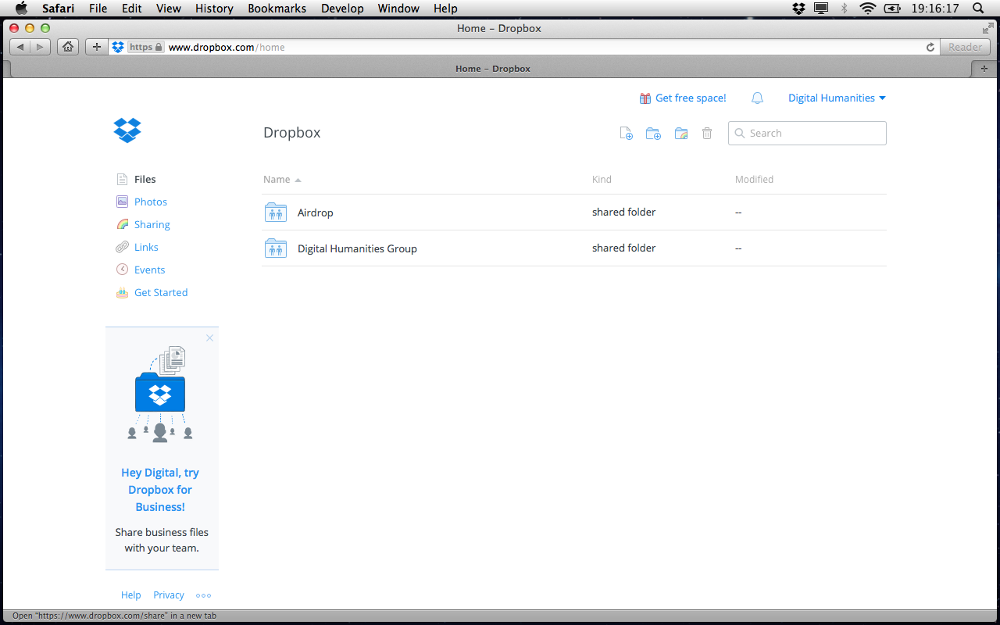 Safari File Edit View History Bookmarks Develop Window Help 19:16:17
Home – Dropbox
https www.dropbox.com/home Reader
Home – Dropbox
Get free space! Digital Humanities
Dropbox Search
Files
Photos
Sharing
Links
Events
Get Started
Name Kind Modified
Airdrop shared folder --
Digital Humanities Group shared folder --
Hey Digital, try
Dropbox for
Business!
Share business files
with your team.
Help Privacy
Open "https://www.dropbox.com/share" in a new tab